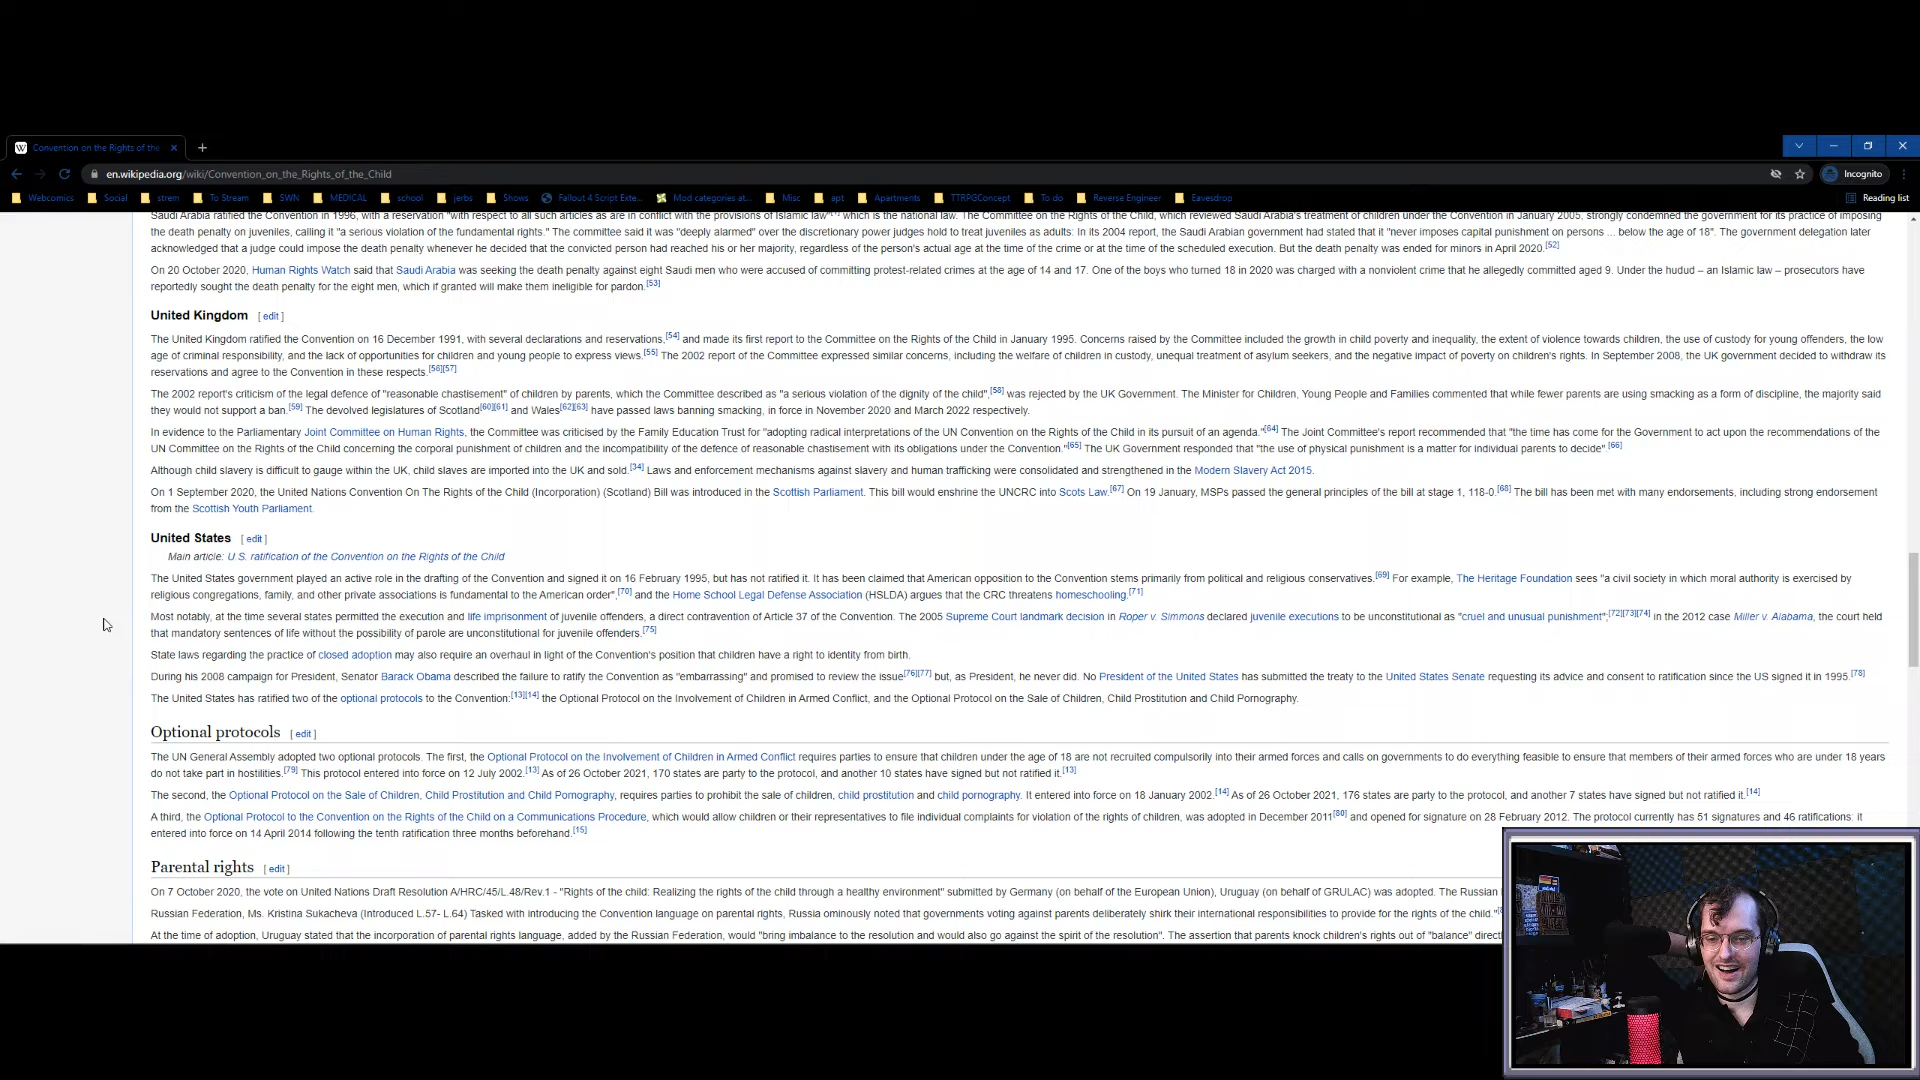 Convention on the Rights of the
en.wikipedia.org/wiki/Convention_on_the_Rights_of_the_Child
Incognito
Webcomics Social strem To Stream SWN MEDICAL school jerbs Shows Fallout 4 Script Exte... Mod categories at... Misc apt Apartments TTRPGConcept To do Reverse Engineer Eavesdrop Reading list
Saudi Arabia ratified the Convention in 1996, with a reservation "with respect to all such articles as are in conflict with the provisions of Islamic law" which is the national law. The Committee on the Rights of the Child, which reviewed Saudi Arabia's treatment of children under the Convention in January 2005, strongly condemned the government for its practice of imposing
the death penalty on juveniles, calling it "a serious violation of the fundamental rights." The committee said it was "deeply alarmed" over the discretionary power judges hold to treat juveniles as adults: In its 2004 report, the Saudi Arabian government had stated that it "never imposes capital punishment on persons ... below the age of 18". The government delegation later
acknowledged that a judge could impose the death penalty whenever he decided that the convicted person had reached his or her majority, regardless of the person's actual age at the time of the crime or at the time of the scheduled execution. But the death penalty was ended for minors in April 2020.[52]
On 20 October 2020, Human Rights Watch said that Saudi Arabia was seeking the death penalty against eight Saudi men who were accused of committing protest-related crimes at the age of 14 and 17. One of the boys who turned 18 in 2020 was charged with a nonviolent crime that he allegedly committed aged 9. Under the hudud – an Islamic law – prosecutors have
reportedly sought the death penalty for the eight men, which if granted will make them ineligible for pardon.[53]
United Kingdom [ edit ]
The United Kingdom ratified the Convention on 16 December 1991, with several declarations and reservations,[54] and made its first report to the Committee on the Rights of the Child in January 1995. Concerns raised by the Committee included the growth in child poverty and inequality, the extent of violence towards children, the use of custody for young offenders, the low
age of criminal responsibility, and the lack of opportunities for children and young people to express views.[55] The 2002 report of the Committee expressed similar concerns, including the welfare of children in custody, unequal treatment of asylum seekers, and the negative impact of poverty on children's rights. In September 2008, the UK government decided to withdraw its
reservations and agree to the Convention in these respects.[56][57]
The 2002 report's criticism of the legal defence of "reasonable chastisement" of children by parents, which the Committee described as "a serious violation of the dignity of the child",[58] was rejected by the UK Government. The Minister for Children, Young People and Families commented that while fewer parents are using smacking as a form of discipline, the majority said
they would not support a ban.[59] The devolved legislatures of Scotland[60][61] and Wales[62][63] have passed laws banning smacking, in force in November 2020 and March 2022 respectively.
In evidence to the Parliamentary Joint Committee on Human Rights, the Committee was criticised by the Family Education Trust for "adopting radical interpretations of the UN Convention on the Rights of the Child in its pursuit of an agenda."[64] The Joint Committee's report recommended that "the time has come for the Government to act upon the recommendations of the
UN Committee on the Rights of the Child concerning the corporal punishment of children and the incompatibility of the defence of reasonable chastisement with its obligations under the Convention."[65] The UK Government responded that "the use of physical punishment is a matter for individual parents to decide".[66]
Although child slavery is difficult to gauge within the UK, child slaves are imported into the UK and sold.[34] Laws and enforcement mechanisms against slavery and human trafficking were consolidated and strengthened in the Modern Slavery Act 2015.
On 1 September 2020, the United Nations Convention On The Rights of the Child (Incorporation) (Scotland) Bill was introduced in the Scottish Parliament. This bill would enshrine the UNCRC into Scots Law.[67] On 19 January, MSPs passed the general principles of the bill at stage 1, 118-0.[68] The bill has been met with many endorsements, including strong endorsement
from the Scottish Youth Parliament.
United States [ edit ]
Main article: U.S. ratification of the Convention on the Rights of the Child
The United States government played an active role in the drafting of the Convention and signed it on 16 February 1995, but has not ratified it. It has been claimed that American opposition to the Convention stems primarily from political and religious conservatives.[69] For example, The Heritage Foundation sees "a civil society in which moral authority is exercised by
religious congregations, family, and other private associations is fundamental to the American order",[70] and the Home School Legal Defense Association (HSLDA) argues that the CRC threatens homeschooling.[71]
Most notably, at the time several states permitted the execution and life imprisonment of juvenile offenders, a direct contravention of Article 37 of the Convention. The 2005 Supreme Court landmark decision in Roper v. Simmons declared juvenile executions to be unconstitutional as "cruel and unusual punishment";[72][73][74] in the 2012 case Miller v. Alabama, the court held
that mandatory sentences of life without the possibility of parole are unconstitutional for juvenile offenders.[75]
State laws regarding the practice of closed adoption may also require an overhaul in light of the Convention's position that children have a right to identity from birth.
During his 2008 campaign for President, Senator Barack Obama described the failure to ratify the Convention as "embarrassing" and promised to review the issue[76][77] but, as President, he never did. No President of the United States has submitted the treaty to the United States Senate requesting its advice and consent to ratification since the US signed it in 1995.[78]
The United States has ratified two of the optional protocols to the Convention:[13][14] the Optional Protocol on the Involvement of Children in Armed Conflict, and the Optional Protocol on the Sale of Children, Child Prostitution and Child Pornography.
Optional protocols [ edit ]
The UN General Assembly adopted two optional protocols. The first, the Optional Protocol on the Involvement of Children in Armed Conflict requires parties to ensure that children under the age of 18 are not recruited compulsorily into their armed forces and calls on governments to do everything feasible to ensure that members of their armed forces who are under 18 years
do not take part in hostilities.[79] This protocol entered into force on 12 July 2002.[13] As of 26 October 2021, 170 states are party to the protocol, and another 10 states have signed but not ratified it.[13]
The second, the Optional Protocol on the Sale of Children, Child Prostitution and Child Pornography, requires parties to prohibit the sale of children, child prostitution and child pornography. It entered into force on 18 January 2002.[14] As of 26 October 2021, 176 states are party to the protocol, and another 7 states have signed but not ratified it.[14]
A third, the Optional Protocol to the Convention on the Rights of the Child on a Communications Procedure, which would allow children or their representatives to file individual complaints for violation of the rights of children, was adopted in December 2011[80] and opened for signature on 28 February 2012. The protocol currently has 51 signatures and 46 ratifications: it
entered into force on 14 April 2014 following the tenth ratification three months beforehand.[15]
Parental rights [ edit ]
On 7 October 2020, the vote on United Nations Draft Resolution A/HRC/45/L.48/Rev.1 - "Rights of the child: Realizing the rights of the child through a healthy environment" submitted by Germany (on behalf of the European Union), Uruguay (on behalf of GRULAC) was adopted. The Russian
Russian Federation, Ms. Kristina Sukacheva (Introduced L.57- L.64) Tasked with introducing the Convention language on parental rights, Russia ominously noted that governments voting against parents deliberately shirk their international responsibilities to provide for the rights of the child."
At the time of adoption, Uruguay stated that the incorporation of parental rights language, added by the Russian Federation, would "bring imbalance to the resolution and would also go against the spirit of the resolution". The assertion that parents knock children's rights out of "balance"